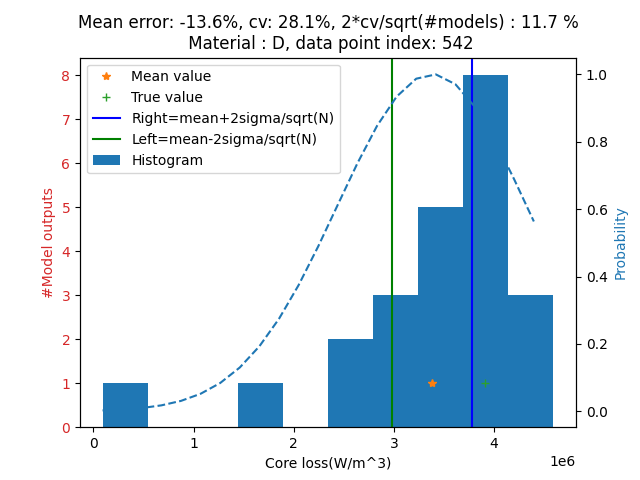 Mean error: -13.6%, cv: 28.1%, 2*cv/sqrt(#models) : 11.7 %
Material : D, data point index: 542
Mean value
True value
Right=mean+2sigma/sqrt(N)
Left=mean-2sigma/sqrt(N)
Histogram
8
7
6
5
4
3
2
1
0
#Model outputs
1.0
0.8
0.6
0.4
0.2
0.0
Probability
0 1 2 3 4
1e6
Core loss(W/m^3)